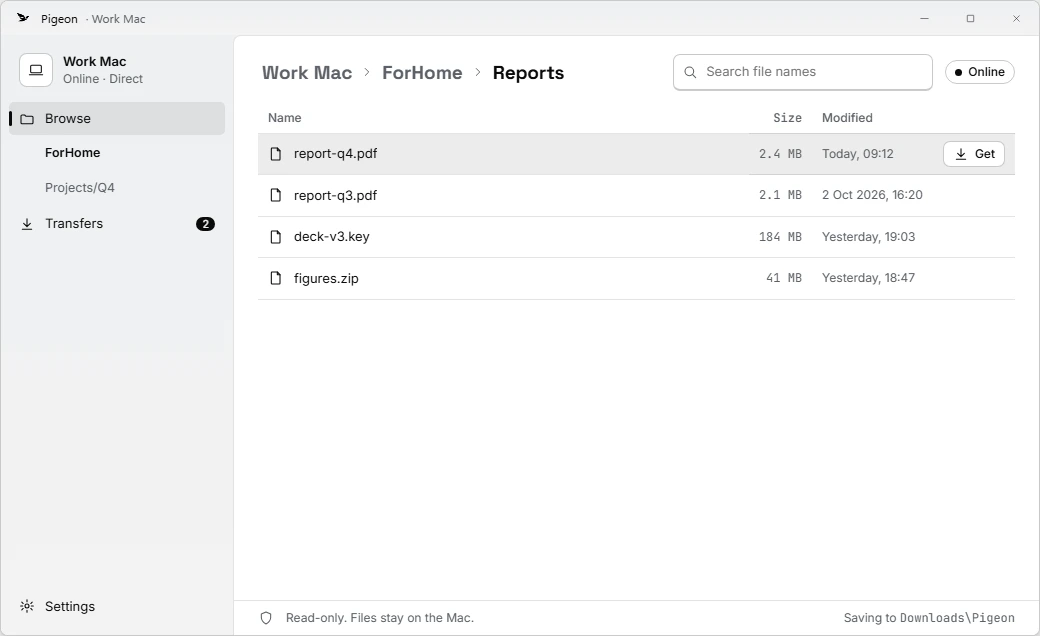 Pigeon · Work Mac
Work Mac
Online · Direct
Browse
ForHome
Projects/Q4
Transfers 2
Settings
Work Mac > ForHome > Reports
Search file names
Online
Name Size Modified
report-q4.pdf 2.4 MB Today, 09:12 Get
report-q3.pdf 2.1 MB 2 Oct 2026, 16:20
deck-v3.key 184 MB Yesterday, 19:03
figures.zip 41 MB Yesterday, 18:47
Read-only. Files stay on the Mac. Saving to Downloads\Pigeon